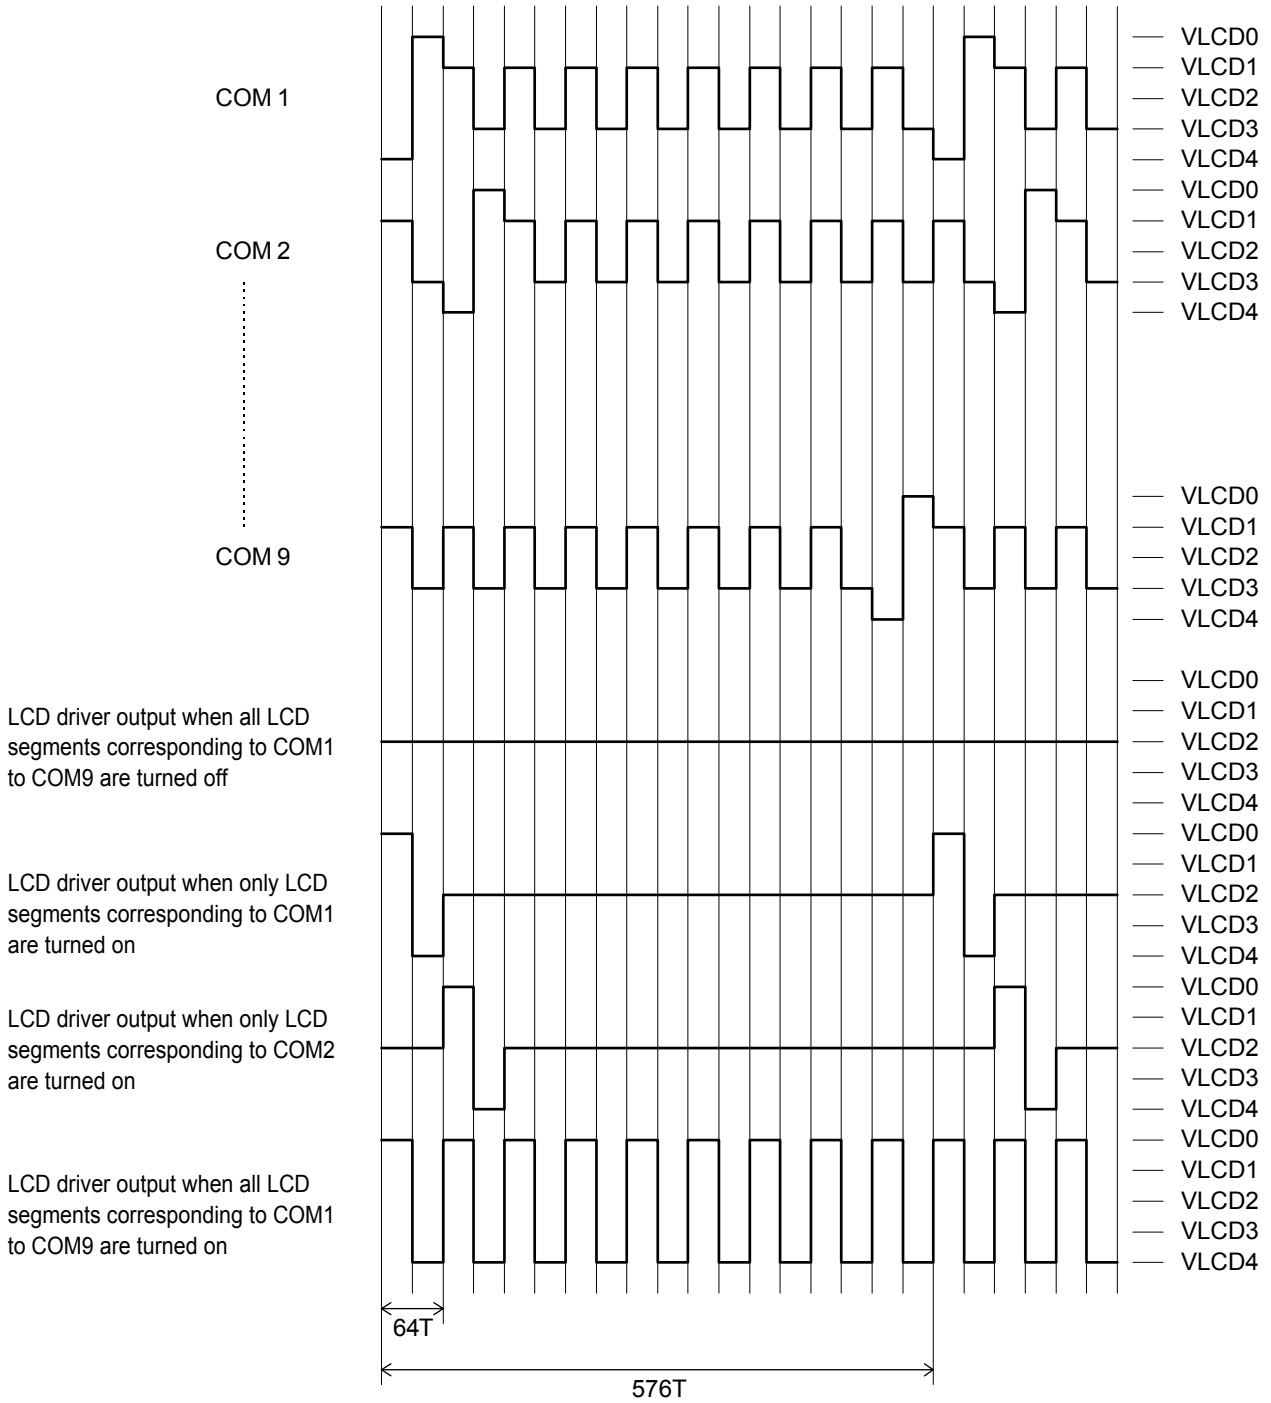 COM 1
VLCD0
VLCD1
VLCD2
VLCD3
VLCD4
COM 2
VLCD0
VLCD1
VLCD2
VLCD3
VLCD4
COM 9
VLCD0
VLCD1
VLCD2
VLCD3
VLCD4
LCD driver output when all LCD
segments corresponding to COM1
to COM9 are turned off
VLCD0
VLCD1
VLCD2
VLCD3
VLCD4
LCD driver output when only LCD
segments corresponding to COM1
are turned on
VLCD0
VLCD1
VLCD2
VLCD3
VLCD4
LCD driver output when only LCD
segments corresponding to COM2
are turned on
VLCD0
VLCD1
VLCD2
VLCD3
VLCD4
LCD driver output when all LCD
segments corresponding to COM1
to COM9 are turned on
VLCD0
VLCD1
VLCD2
VLCD3
VLCD4
64T
576T